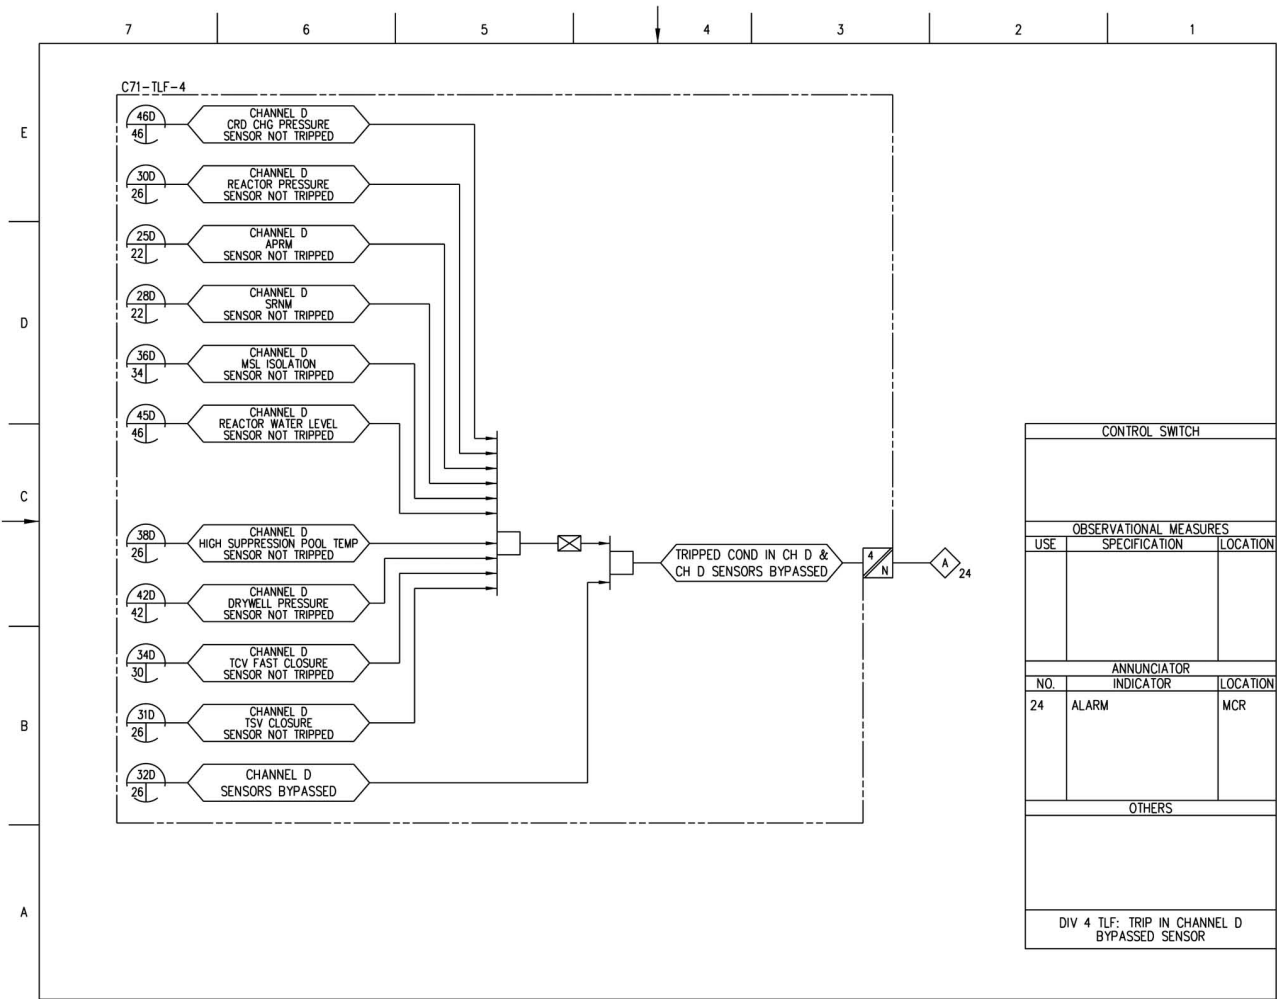 7 6 5 4 3 2 1
C71-TLF-4
E
46D
46
CHANNEL D
CRD CHG PRESSURE
SENSOR NOT TRIPPED
30D
26
CHANNEL D
REACTOR PRESSURE
SENSOR NOT TRIPPED
25D
22
CHANNEL D
APRM
SENSOR NOT TRIPPED
D
28D
22
CHANNEL D
SRNM
SENSOR NOT TRIPPED
36D
34
CHANNEL D
MSL ISOLATION
SENSOR NOT TRIPPED
45D
46
CHANNEL D
REACTOR WATER LEVEL
SENSOR NOT TRIPPED
C
38D
26
CHANNEL D
HIGH SUPPRESSION POOL TEMP
SENSOR NOT TRIPPED
42D
42
CHANNEL D
DRYWELL PRESSURE
SENSOR NOT TRIPPED
34D
30
CHANNEL D
TCV FAST CLOSURE
SENSOR NOT TRIPPED
B
31D
26
CHANNEL D
TSV CLOSURE
SENSOR NOT TRIPPED
32D
26
CHANNEL D
SENSORS BYPASSED
A
TRIPPED COND IN CH D &
CH D SENSORS BYPASSED
4
N
A
24
CONTROL SWITCH
OBSERVATIONAL MEASURES
USE SPECIFICATION LOCATION
ANNUNCIATOR
NO. INDICATOR LOCATION
24 ALARM MCR
OTHERS
DIV 4 TLF: TRIP IN CHANNEL D
BYPASSED SENSOR